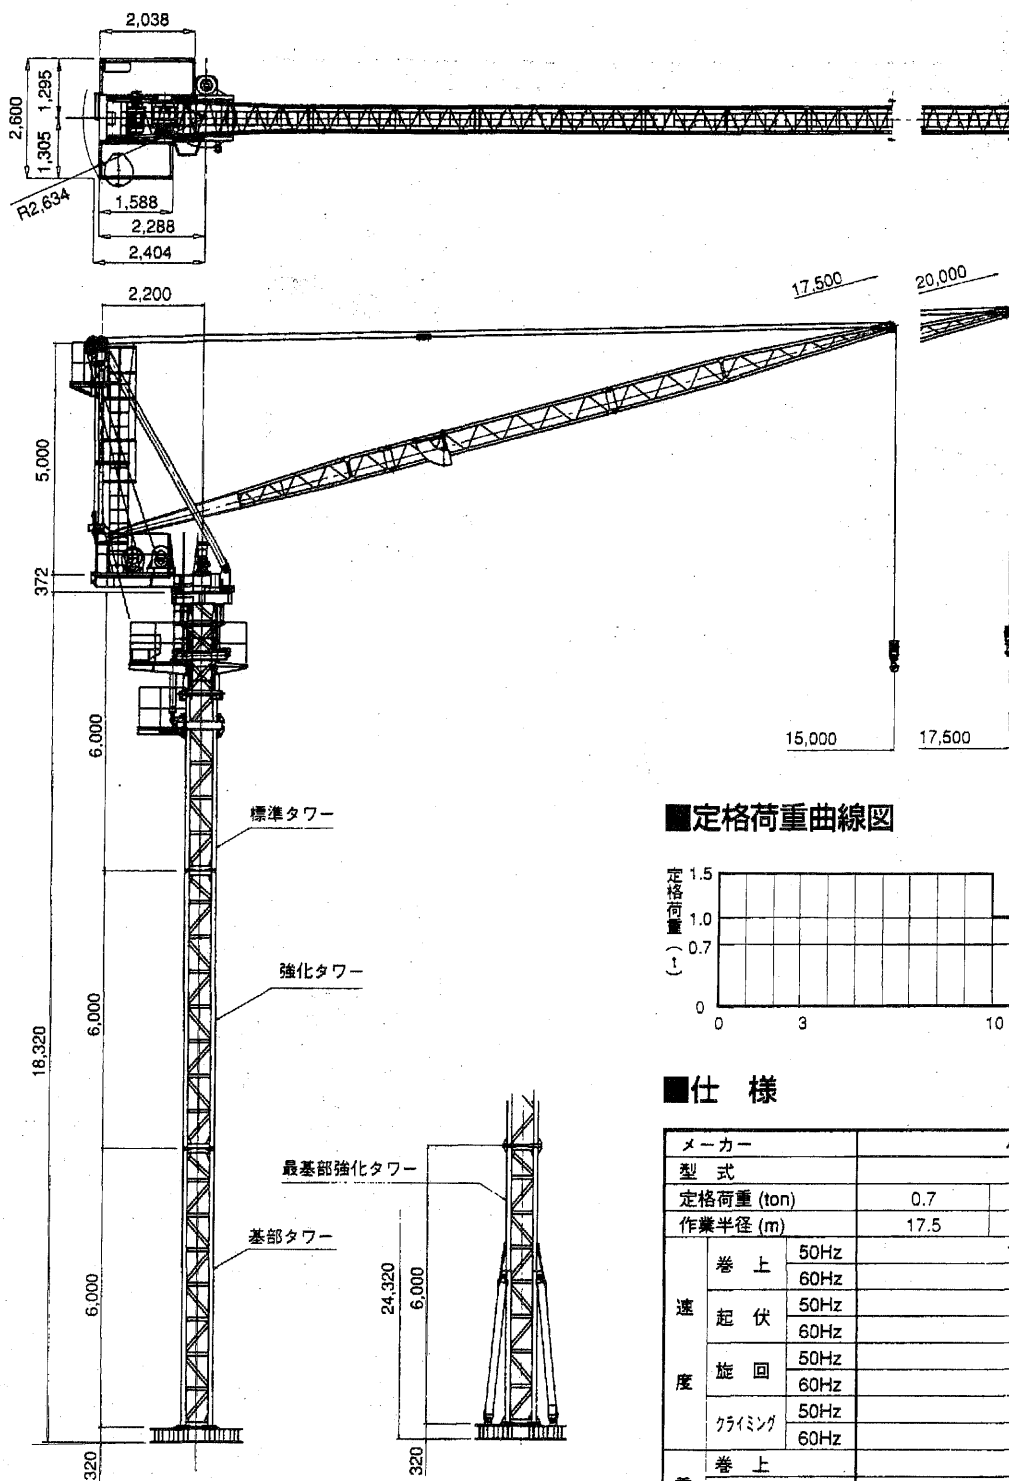 2,038
2,600
1,295
1,305
R2,634
1,588
2,288
2,404
2,200
17,500
20,000
5,000
372
6,000
15,000
17,500
標準タワー
強化タワー
6,000
18,320
最基部強化タワー
基部タワー
6,000
24,320
6,000
320
320
■定格荷重曲線図
定格荷重(t)
1.5
1.0
0.7
0
0 3 10
■仕 様
メーカー
型 式
定格荷重 (ton) 0.7
作業半径 (m) 17.5
速度
巻 上 50Hz
60Hz
起 伏 50Hz
60Hz
旋 回 50Hz
60Hz
クライミング 50Hz
60Hz
巻 上